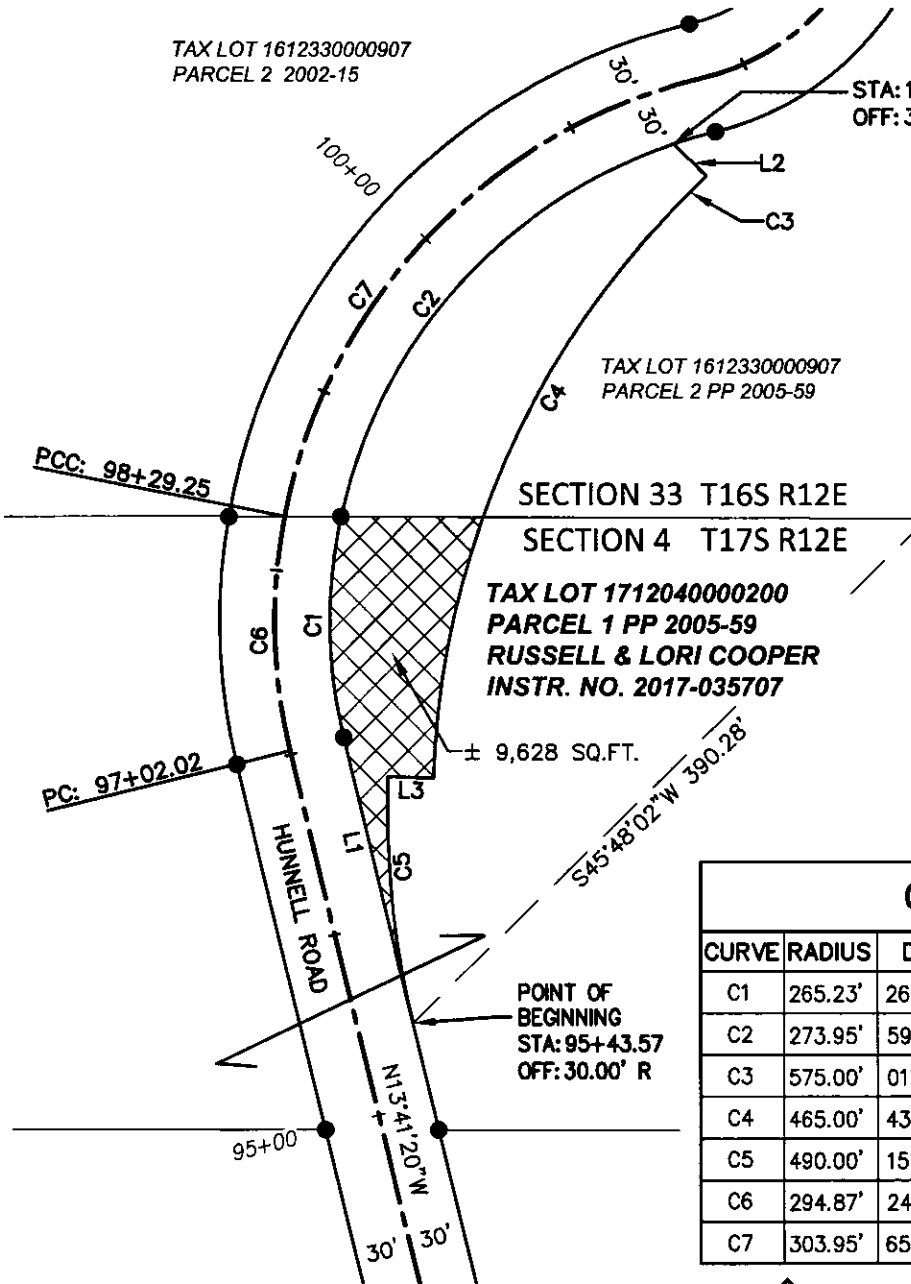 TAX LOT 1612330000907
PARCEL 2 2002-15
30'
30'
STA: 1
OFF: 3
L2
C3
100+00
C7
C2
TAX LOT 1612330000907
PARCEL 2 PP 2005-59
C4
PCC: 98+29.25
SECTION 33 T16S R12E
SECTION 4 T17S R12E
TAX LOT 1712040000200
PARCEL 1 PP 2005-59
RUSSELL & LORI COOPER
INSTR. NO. 2017-035707
C6
C1
± 9,628 SQ.FT.
PC: 97+02.02
L3
L1
C5
S45°48'02"W 390.28'
HUNNELL ROAD
POINT OF
BEGINNING
STA: 95+43.57
OFF: 30.00' R
N13°41'20"W
95+00
30' 30'
CURVE RADIUS
C1 265.23' 26
C2 273.95' 59
C3 575.00' 01
C4 465.00' 43
C5 490.00' 15
C6 294.87' 24
C7 303.95' 65